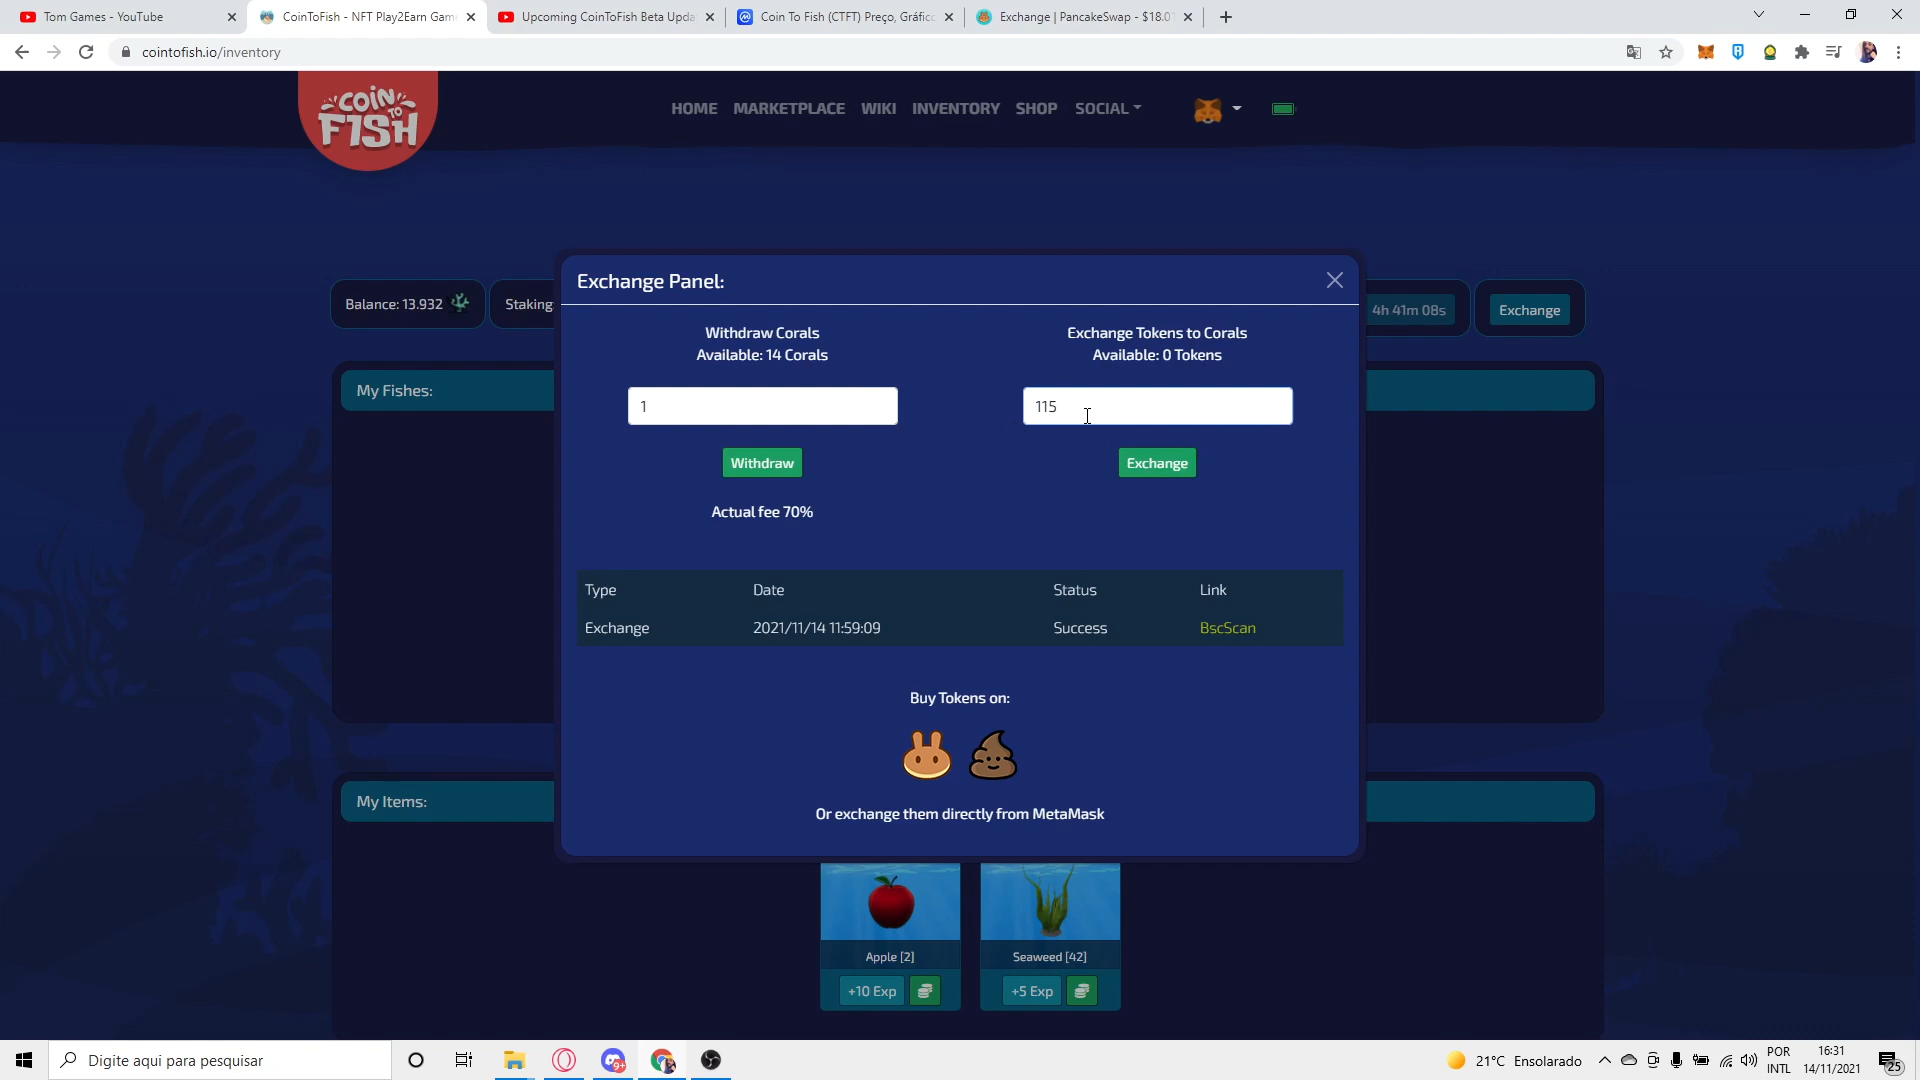 Tom Games - YouTube
CoinToFish - NFT Play2Earn Gam
Upcoming CoinToFish Beta Upda
Coin To Fish (CTFT) Preço, Gráfic
Exchange | PancakeSwap - $18.0
cointofish.io/inventory
COIN TO FISH
HOME MARKETPLACE WIKI INVENTORY SHOP SOCIAL
Balance: 13.932
Staking
4h 41m 08s
Exchange
Exchange Panel:
Withdraw Corals
Available: 14 Corals
1
Withdraw
Actual fee 70%
Exchange Tokens to Corals
Available: 0 Tokens
115
Exchange
Type Date Status Link
Exchange 2021/11/14 11:59:09 Success BscScan
Buy Tokens on:
Or exchange them directly from MetaMask
My Fishes:
My Items:
Apple [2]
+10 Exp
Seaweed [42]
+5 Exp
Digite aqui para pesquisar
9+
21°C Ensolarado
POR
INTL
16:31
14/11/2021
25